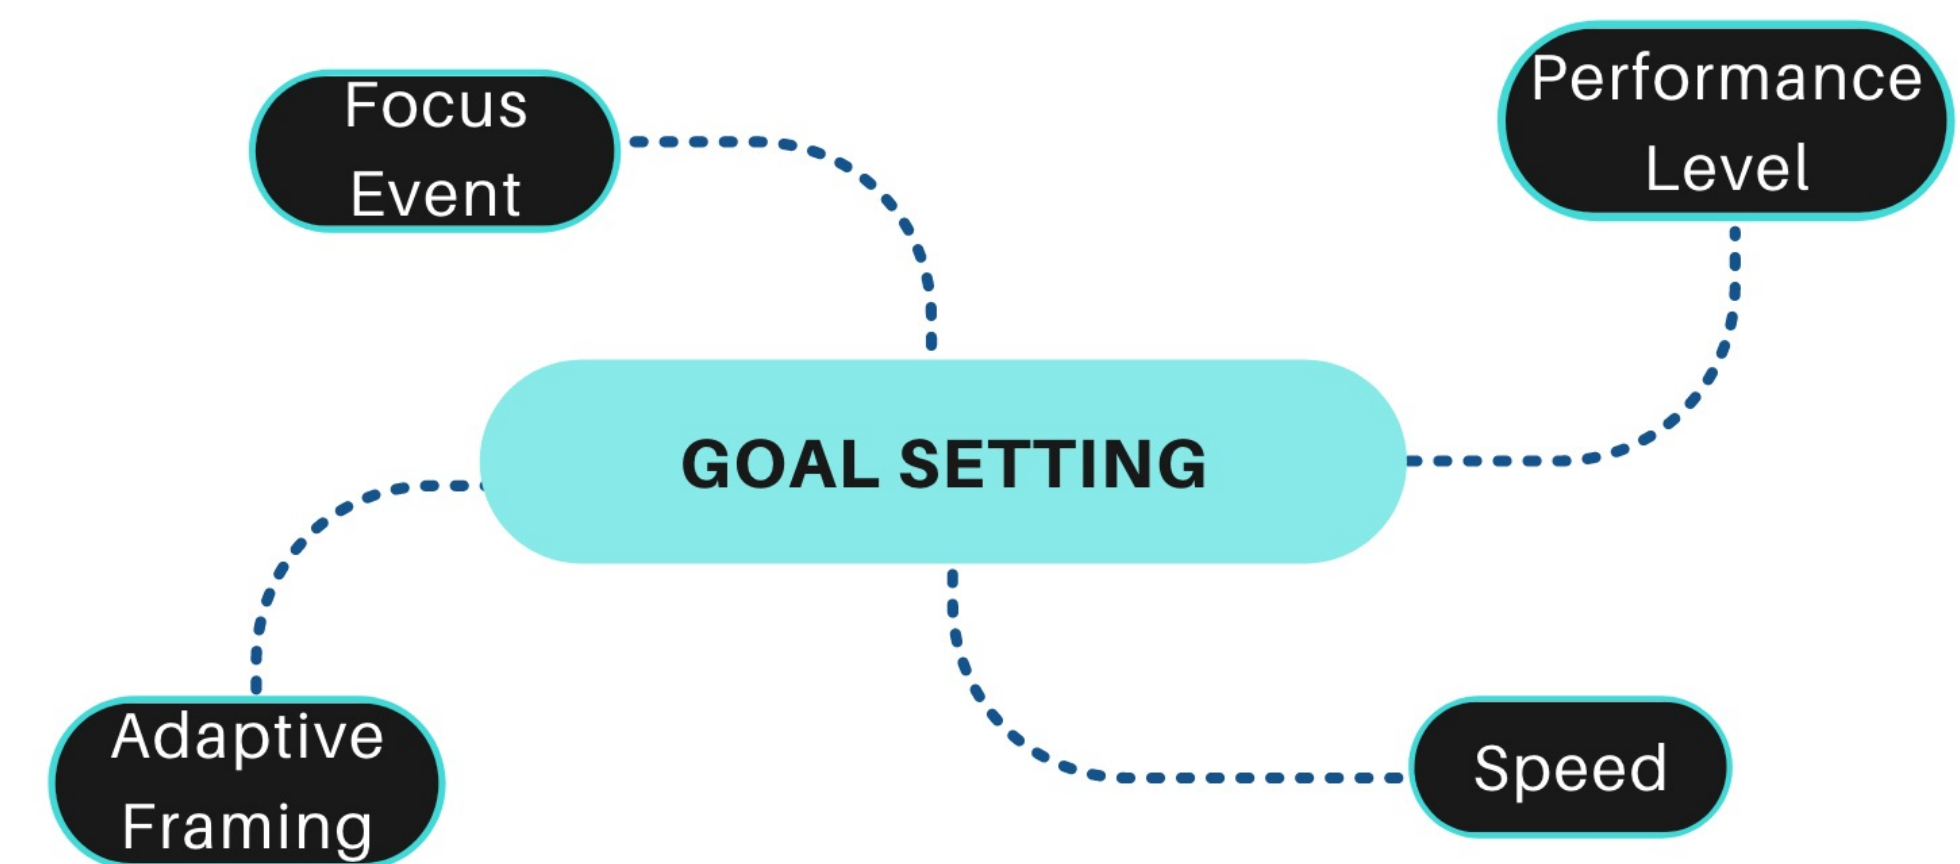 Focus
Event
Performance
Level
GOAL SETTING
Adaptive
Framing
Speed